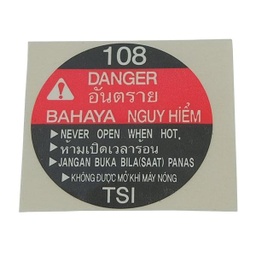 108
DANGER
อันตราย
BAHAYA NGUY HIỂM
▶NEVER OPEN WHEN HOT.
▶ห้ามเปิดเวลาร้อน
▶JANGAN BUKA BILA(SAAT) PANAS
▶KHÔNG ĐƯỢC MỞ KHI MÁY NÓNG
TSI